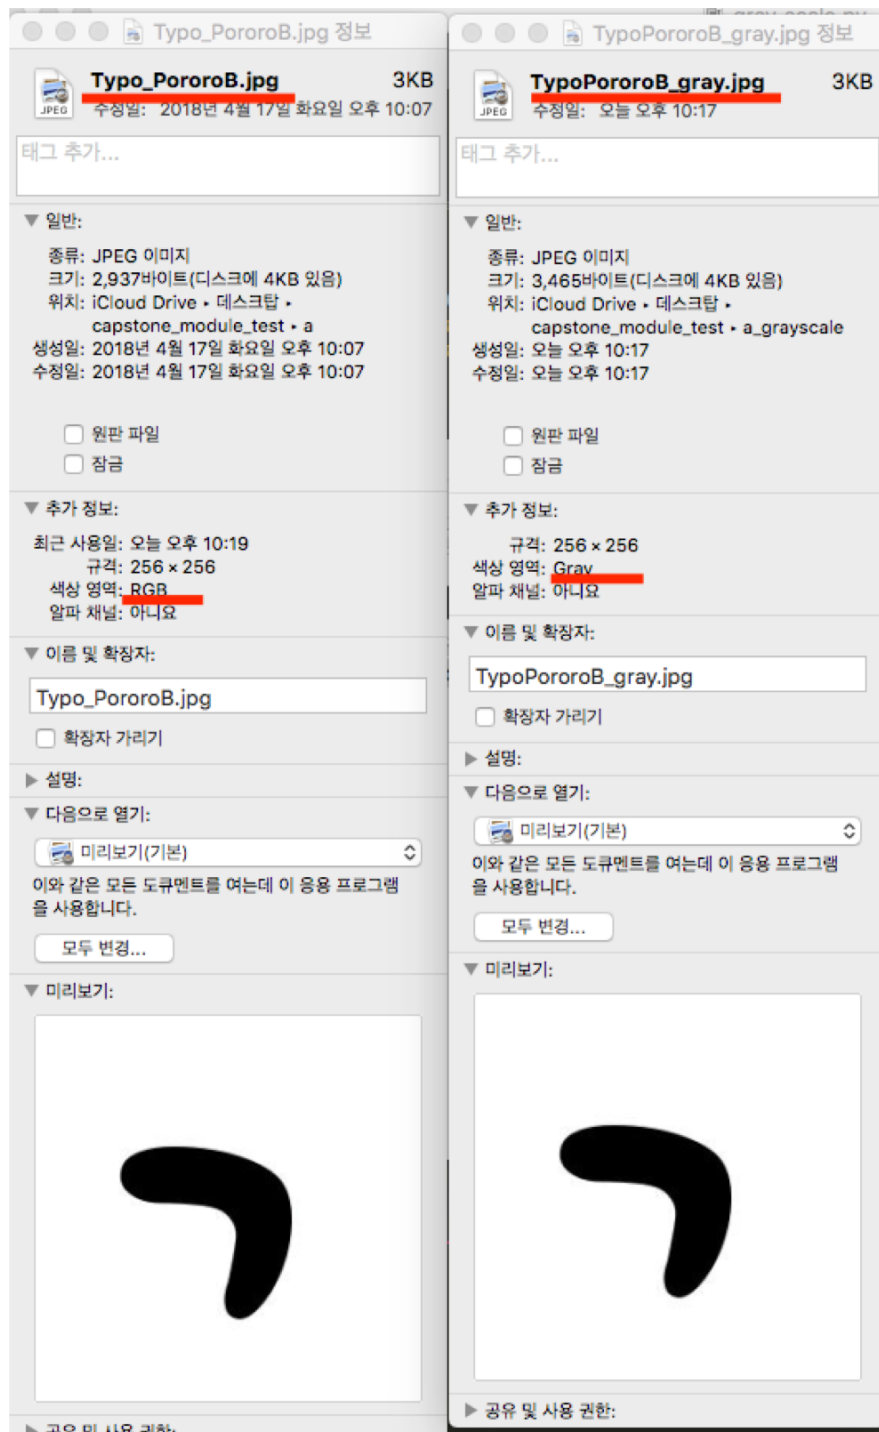 Typo_PororoB.jpg 정보
Typo_PororoB.jpg 3KB
JPEG
수정일: 2018년 4월 17일 화요일 오후 10:07
태그 추가...
일반:
종류: JPEG 이미지
크기: 2,937바이트(디스크에 4KB 있음)
위치: iCloud Drive ▸ 데스크탑 ▸
capstone_module_test ▸ a
생성일: 2018년 4월 17일 화요일 오후 10:07
수정일: 2018년 4월 17일 화요일 오후 10:07
원판 파일
잠금
추가 정보:
최근 사용일: 오늘 오후 10:19
규격: 256 × 256
색상 영역: RGB
알파 채널: 아니요
이름 및 확장자:
Typo_PororoB.jpg
확장자 가리기
설명:
다음으로 열기:
미리보기(기본)
이와 같은 모든 도큐멘트를 여는데 이 응용 프로그램
을 사용합니다.
모두 변경...
미리보기:
ㄱ
공유 및 사용 권한:
TypoPororoB_gray.jpg 정보
TypoPororoB_gray.jpg 3KB
JPEG
수정일: 오늘 오후 10:17
태그 추가...
일반:
종류: JPEG 이미지
크기: 3,465바이트(디스크에 4KB 있음)
위치: iCloud Drive ▸ 데스크탑 ▸
capstone_module_test ▸ a_grayscale
생성일: 오늘 오후 10:17
수정일: 오늘 오후 10:17
원판 파일
잠금
추가 정보:
규격: 256 × 256
색상 영역: Gray
알파 채널: 아니요
이름 및 확장자:
TypoPororoB_gray.jpg
확장자 가리기
설명:
다음으로 열기:
미리보기(기본)
이와 같은 모든 도큐멘트를 여는데 이 응용 프로그램
을 사용합니다.
모두 변경...
미리보기:
ㄱ
공유 및 사용 권한: